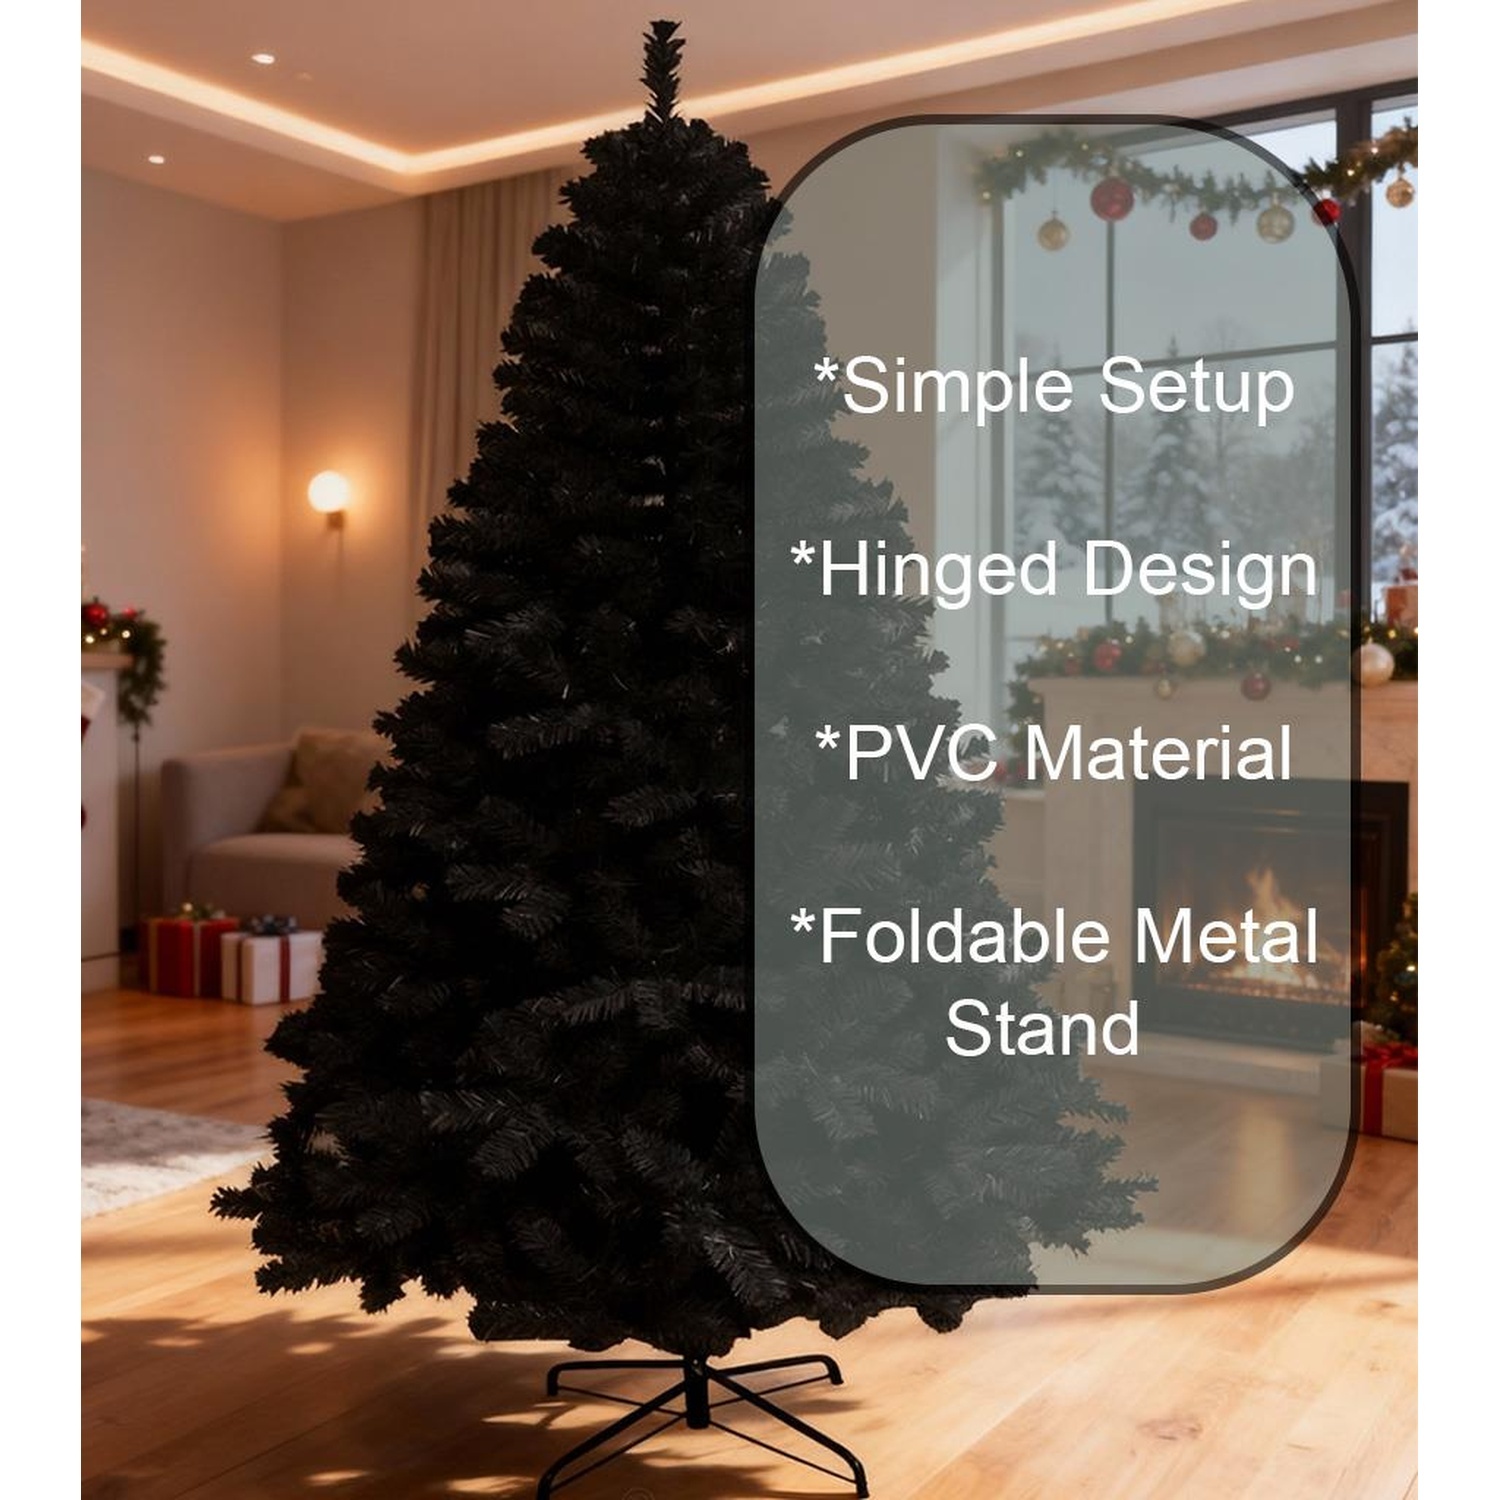 *Simple Setup
*Hinged Design
*PVC Material
*Foldable Metal
Stand